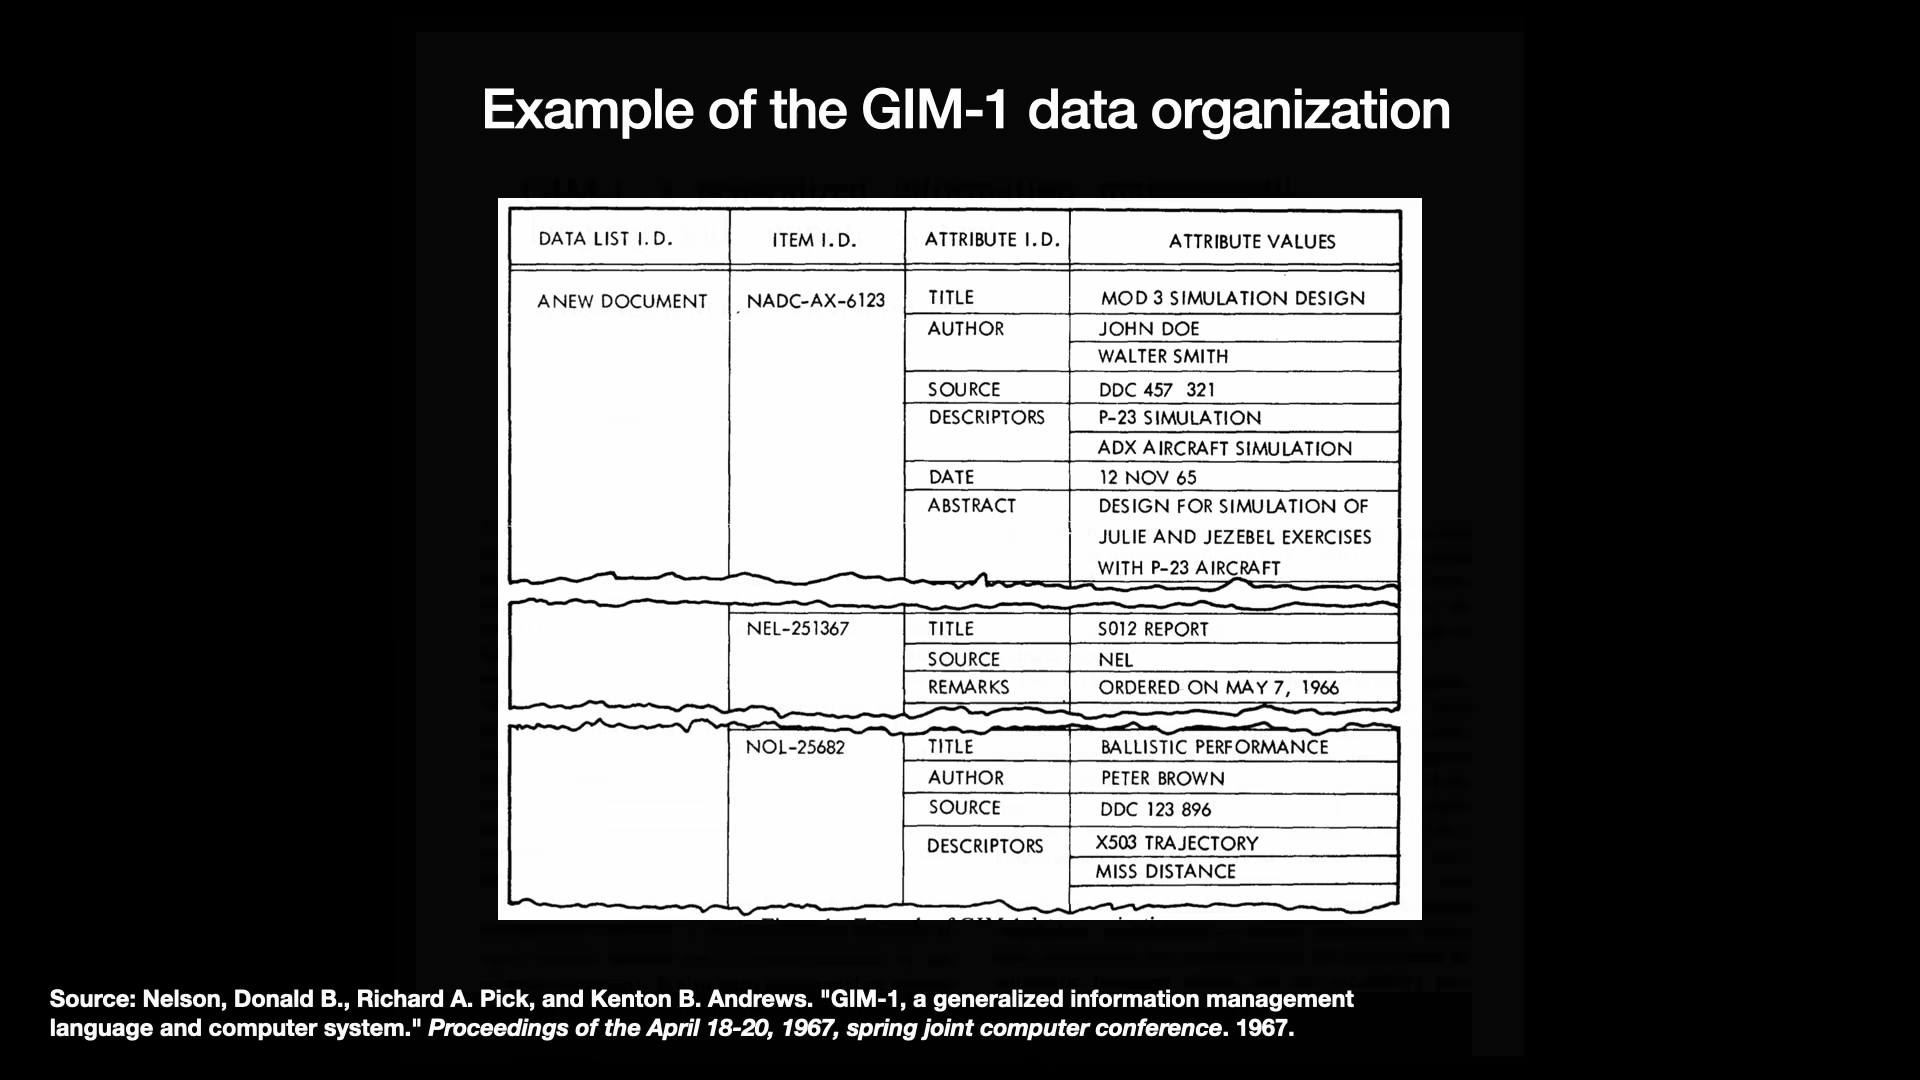 Example of the GIM-1 data organization
DATA LIST I.D. ITEM I.D. ATTRIBUTE I.D. ATTRIBUTE VALUES
ANEW DOCUMENT NADC-AX-6123 TITLE MOD 3 SIMULATION DESIGN
AUTHOR JOHN DOE
WALTER SMITH
SOURCE DDC 457 321
DESCRIPTORS P-23 SIMULATION
ADX AIRCRAFT SIMULATION
DATE 12 NOV 65
ABSTRACT DESIGN FOR SIMULATION OF
JULIE AND JEZEBEL EXERCISES
WITH P-23 AIRCRAFT
NEL-251367 TITLE S012 REPORT
SOURCE NEL
REMARKS ORDERED ON MAY 7, 1966
NOL-25682 TITLE BALLISTIC PERFORMANCE
AUTHOR PETER BROWN
SOURCE DDC 123 896
DESCRIPTORS X503 TRAJECTORY
MISS DISTANCE
Source: Nelson, Donald B., Richard A. Pick, and Kenton B. Andrews. "GIM-1, a generalized information management
language and computer system." Proceedings of the April 18-20, 1967, spring joint computer conference. 1967.